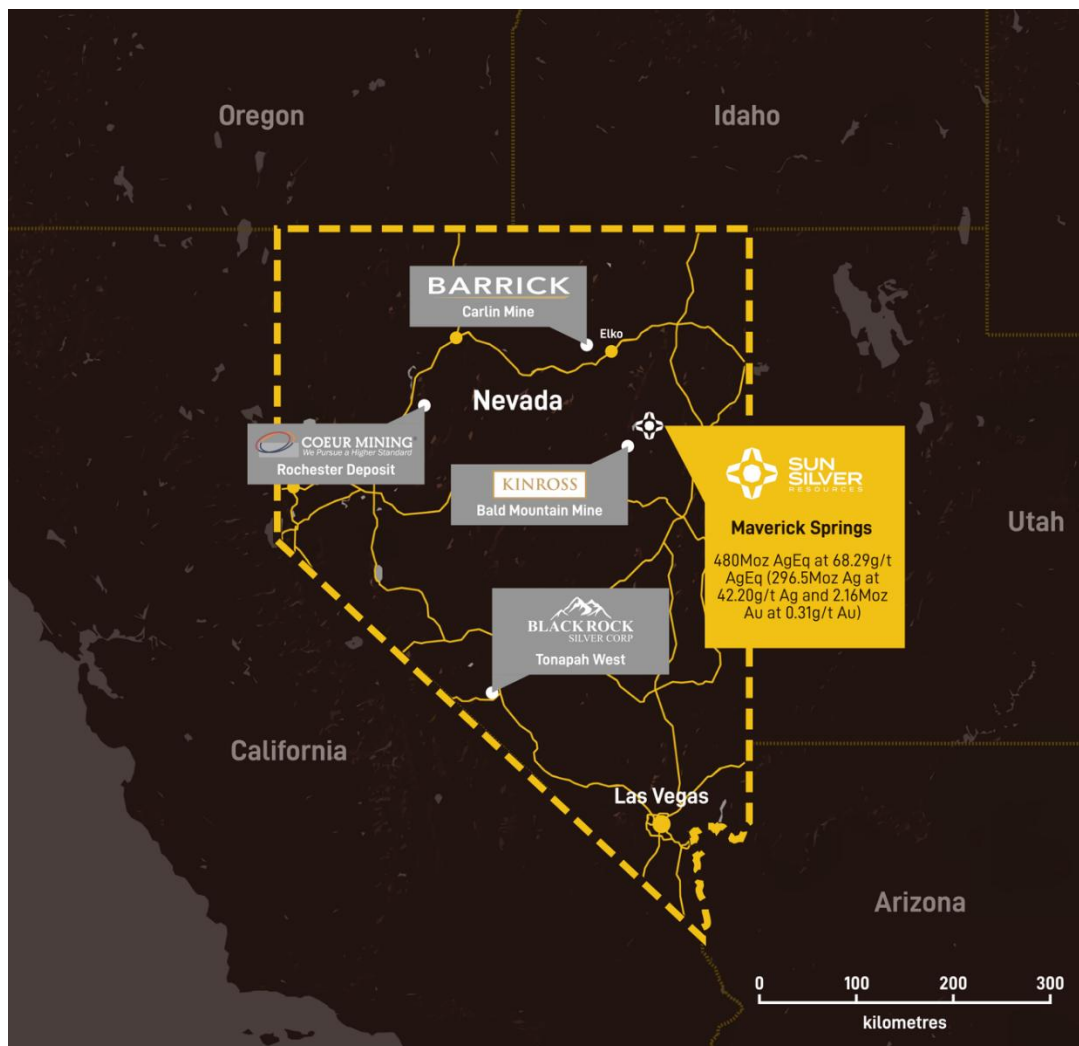 Oregon
Idaho
BARRICK
Carlin Mine
Elko
Nevada
COEUR MINING
We Pursue a Higher Standard
Rochester Deposit
KINROSS
Bald Mountain Mine
SUN
SILVER
RESOURCES
Maverick Springs
480Moz AgEq at 68.29g/t
AgEq (296.5Moz Ag at
42.20g/t Ag and 2.16Moz
Au at 0.31g/t Au)
Utah
BLACKROCK
SILVER CORP
Tonapah West
California
Las Vegas
Arizona
0 100 200 300
kilometres